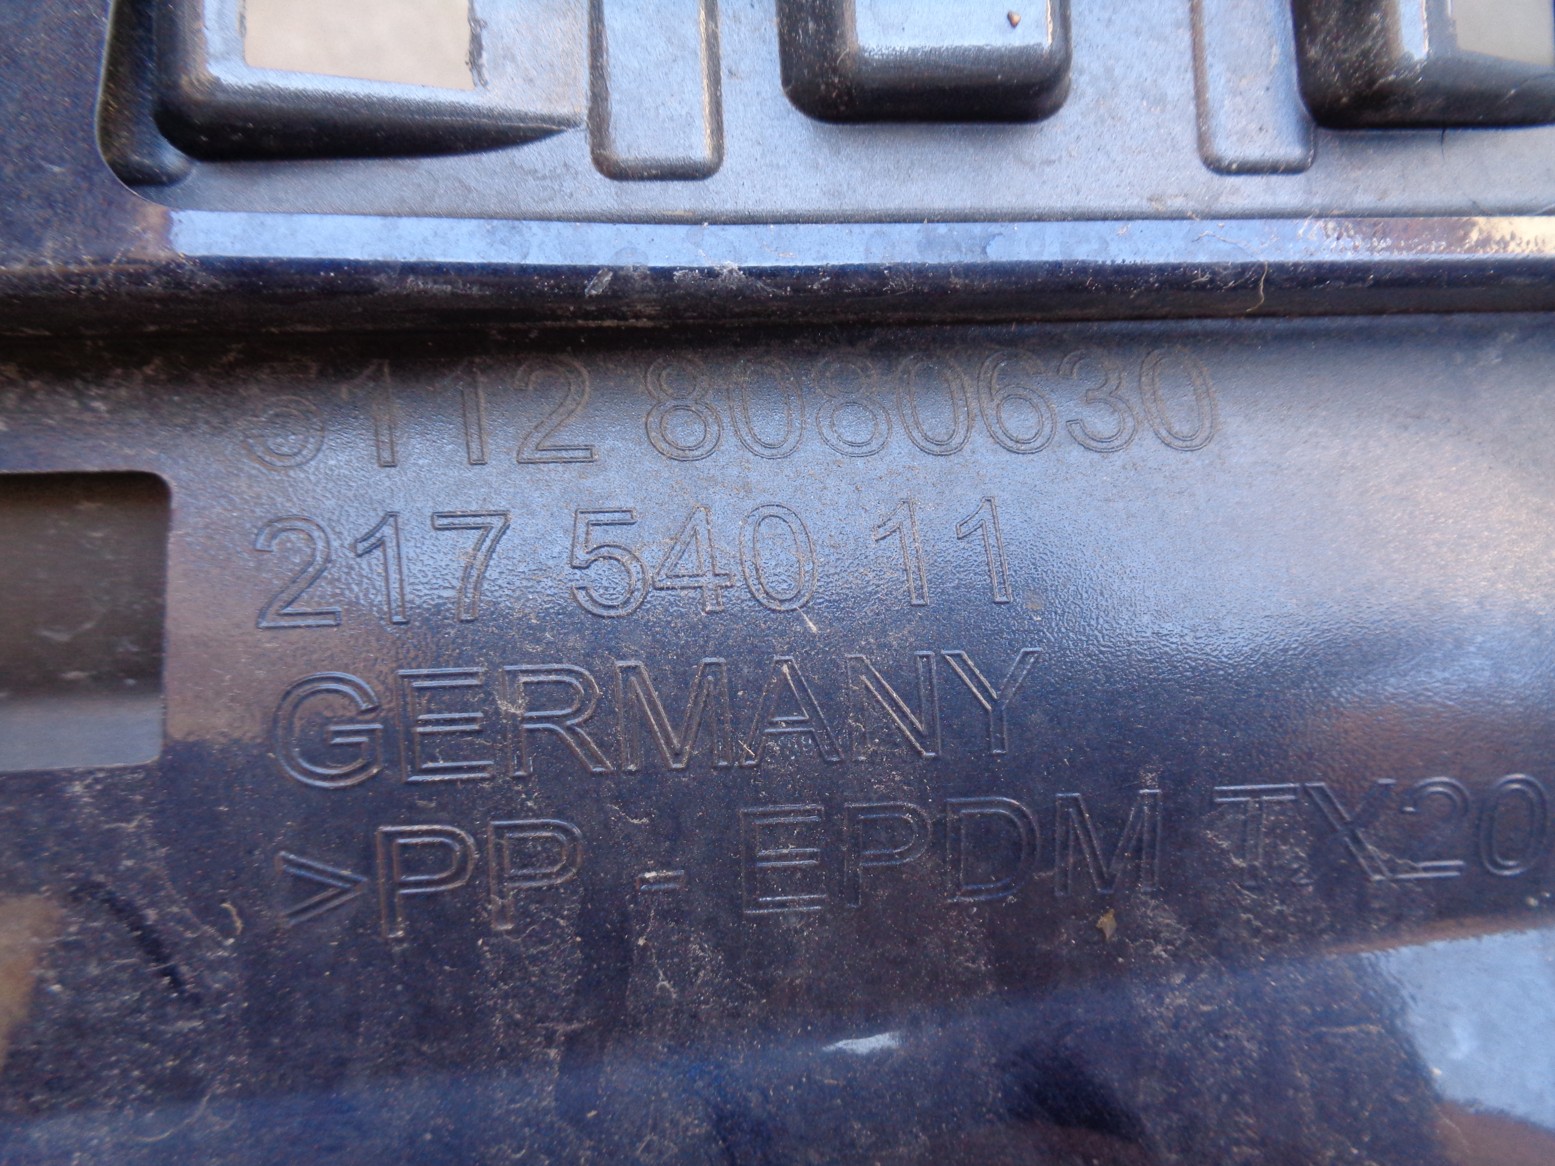 5112 8080630
217 540 11
GERMANY
>PP - EPDM TX20